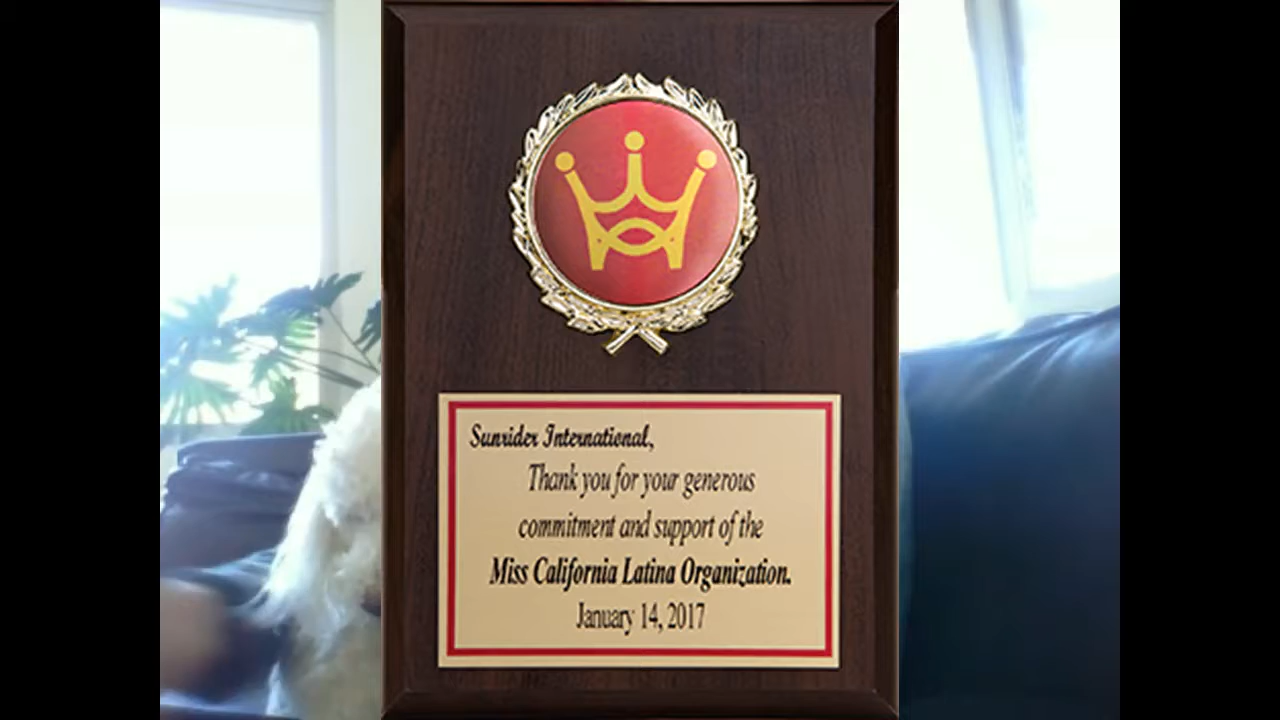 Sunrider International,
Thank you for your generous
commitment and support of the
Miss California Latina Organization.
January 14, 2017